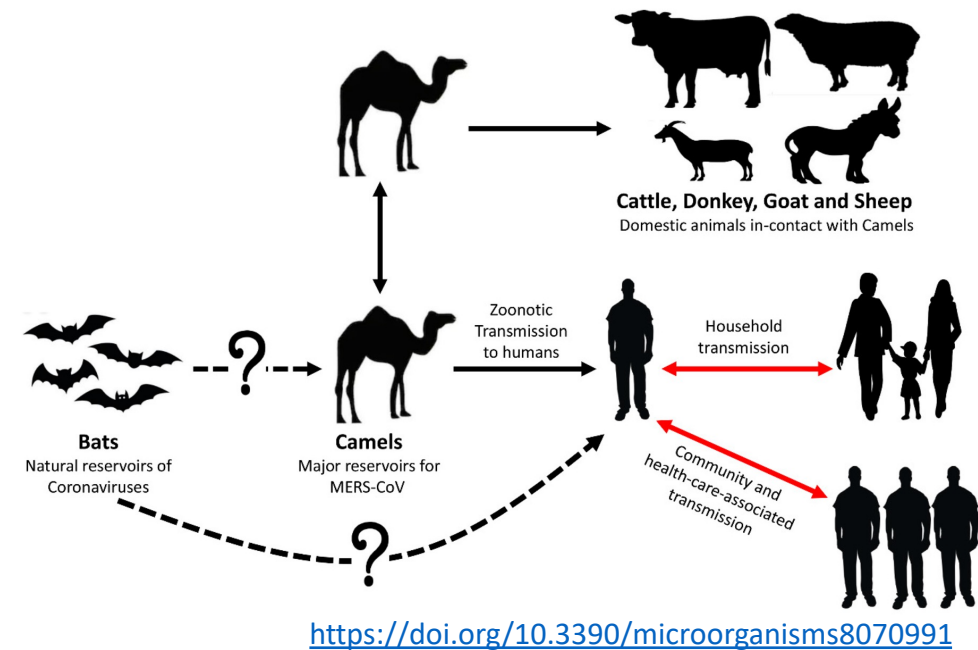 Cattle, Donkey, Goat and Sheep
Domestic animals in-contact with Camels
Zoonotic
Transmission
to humans
Household
transmission
?
Bats
Natural reservoirs of
Coronaviruses
Camels
Major reservoirs for
MERS-CoV
Community and
health-care-associated
transmission
?
https://doi.org/10.3390/microorganisms8070991